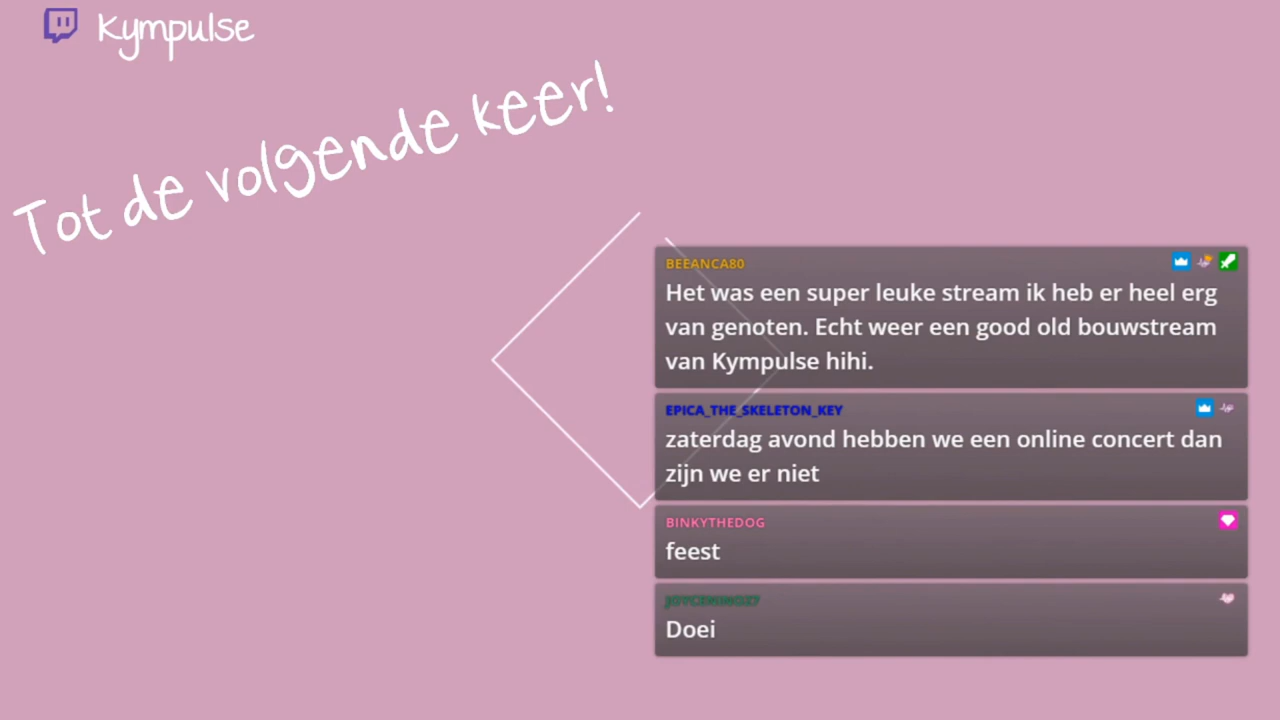 Kympulse
Tot de volgende keer!
BEEANCA80
Het was een super leuke stream ik heb er heel erg
van genoten. Echt weer een good old bouwstream
van Kympulse hihi.
EPICA_THE_SKELETON_KEY
zaterdag avond hebben we een online concert dan
zijn we er niet
BINKYTHEDOG
feest
Doei